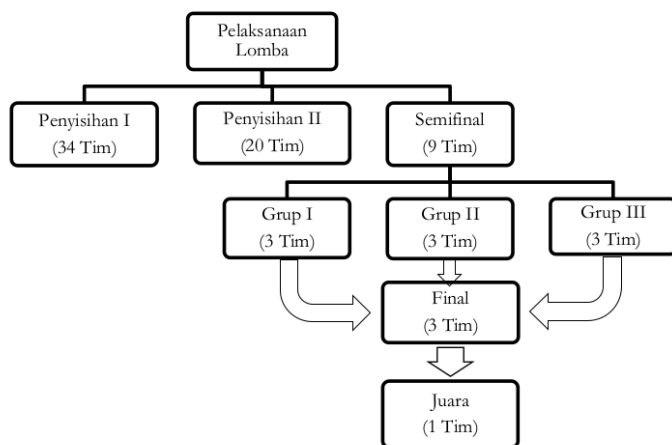 Pelaksanaan
Lomba
Penyisihan I
(34 Tim)
Penyisihan II
(20 Tim)
Semifinal
(9 Tim)
Grup I
(3 Tim)
Grup II
(3 Tim)
Grup III
(3 Tim)
Final
(3 Tim)
Juara
(1 Tim)